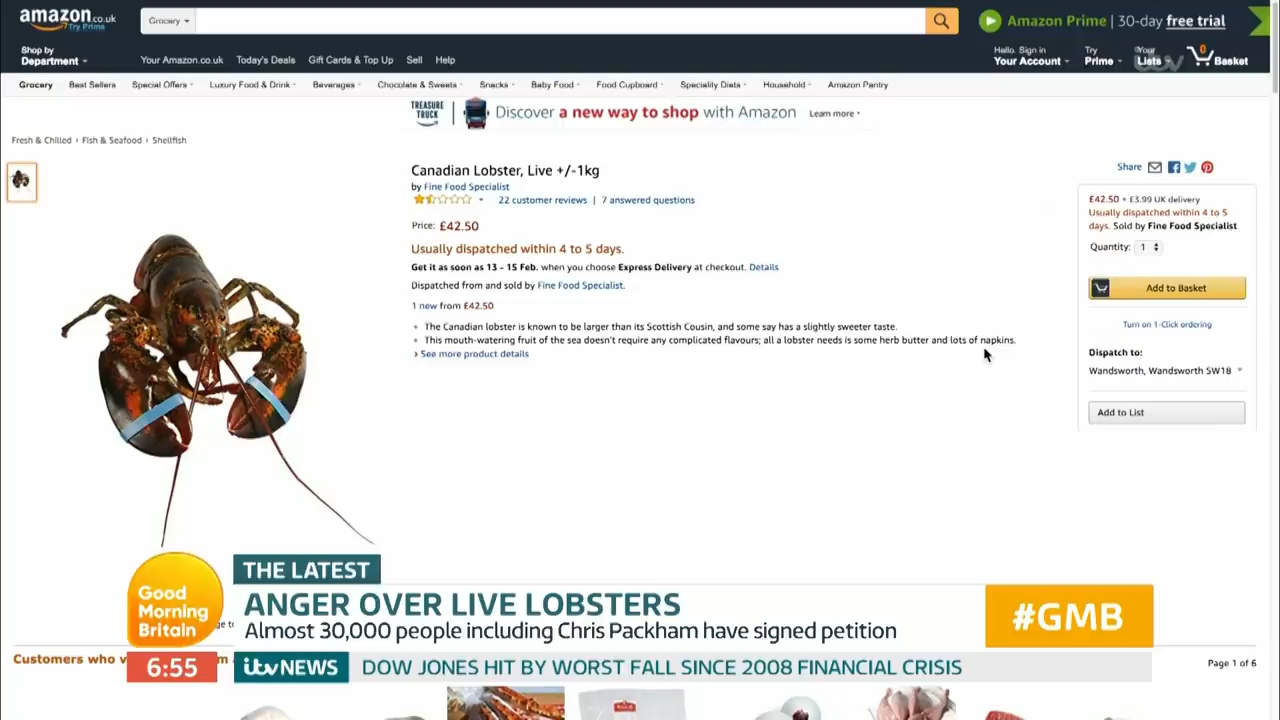 amazon.co.uk
Try Prime
Grocery
Amazon Prime | 30-day free trial
Shop by
Department
Your Amazon.co.uk Today's Deals Gift Cards & Top Up Sell Help
Hello. Sign in
Your Account
Try
Prime
Your
Lists
0
Basket
itv
Grocery Best Sellers Special Offers Luxury Food & Drink Beverages Chocolate & Sweets Snacks Baby Food Food Cupboard Speciality Diets Household Amazon Pantry
TREASURE
TRUCK
Discover a new way to shop with Amazon Learn more
Fresh & Chilled › Fish & Seafood › Shellfish
Canadian Lobster, Live +/-1kg
by Fine Food Specialist
22 customer reviews | 7 answered questions
Price: £42.50
Usually dispatched within 4 to 5 days.
Get it as soon as 13 - 15 Feb. when you choose Express Delivery at checkout. Details
Dispatched from and sold by Fine Food Specialist.
1 new from £42.50
The Canadian lobster is known to be larger than its Scottish Cousin, and some say has a slightly sweeter taste.
This mouth-watering fruit of the sea doesn't require any complicated flavours; all a lobster needs is some herb butter and lots of napkins.
› See more product details
Share
£42.50 + £3.99 UK delivery
Usually dispatched within 4 to 5
days. Sold by Fine Food Specialist
Quantity: 1
Add to Basket
Turn on 1-Click ordering
Dispatch to:
Wandsworth, Wandsworth SW18
Add to List
Good
Morning
Britain
THE LATEST
ANGER OVER LIVE LOBSTERS
Almost 30,000 people including Chris Packham have signed petition
#GMB
Customers who
Page 1 of 6
6:55
itv NEWS
DOW JONES HIT BY WORST FALL SINCE 2008 FINANCIAL CRISIS